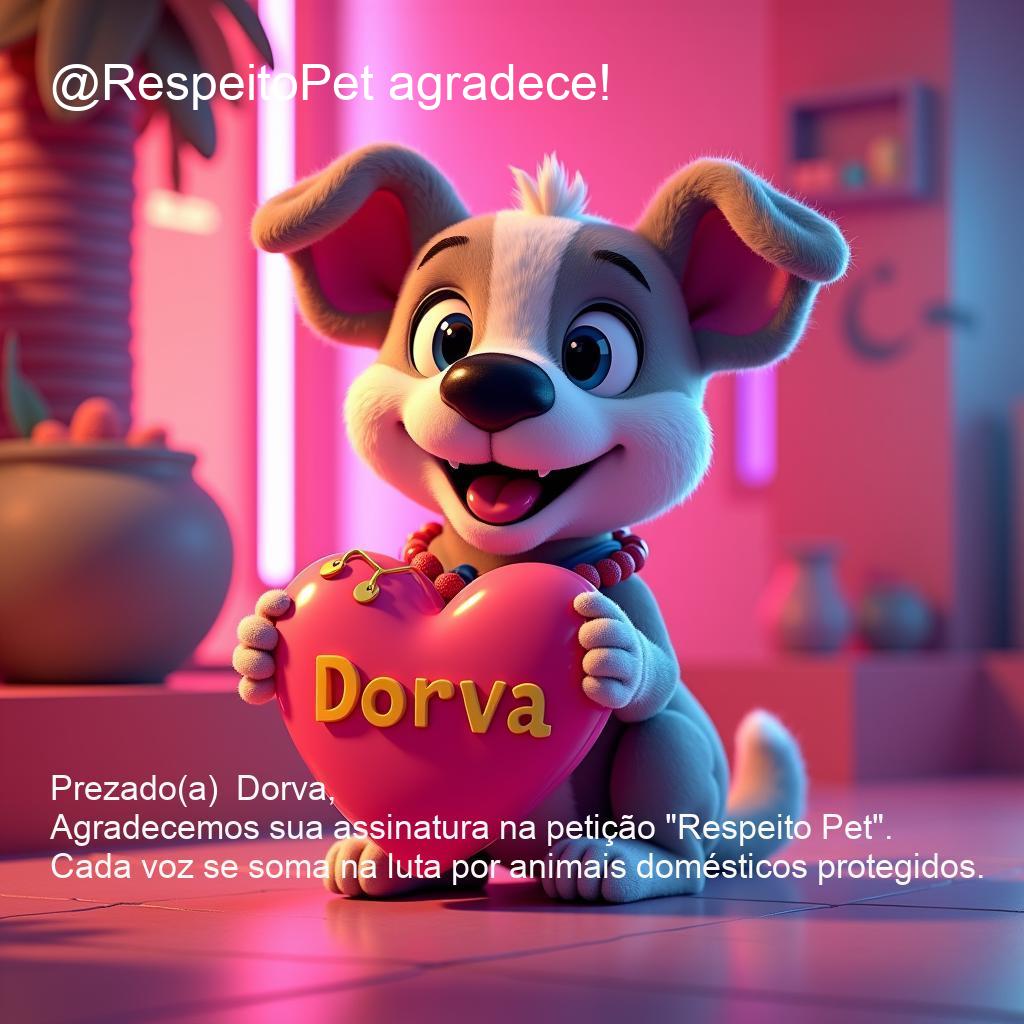 @RespeitoPet agradece!
Dorva
Prezado(a)  Dorva,
Agradecemos sua assinatura na petição "Respeito Pet".
Cada voz se soma na luta por animais domésticos protegidos.